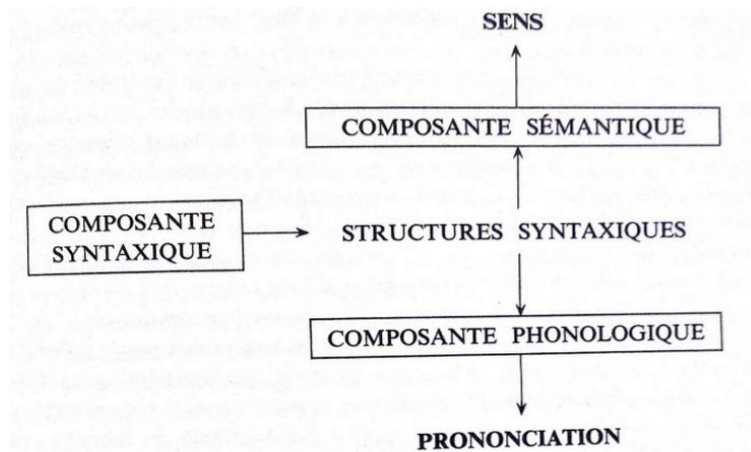 SENS
COMPOSANTE SÉMANTIQUE
COMPOSANTE
SYNTAXIQUE
STRUCTURES SYNTAXIQUES
COMPOSANTE PHONOLOGIQUE
PRONONCIATION